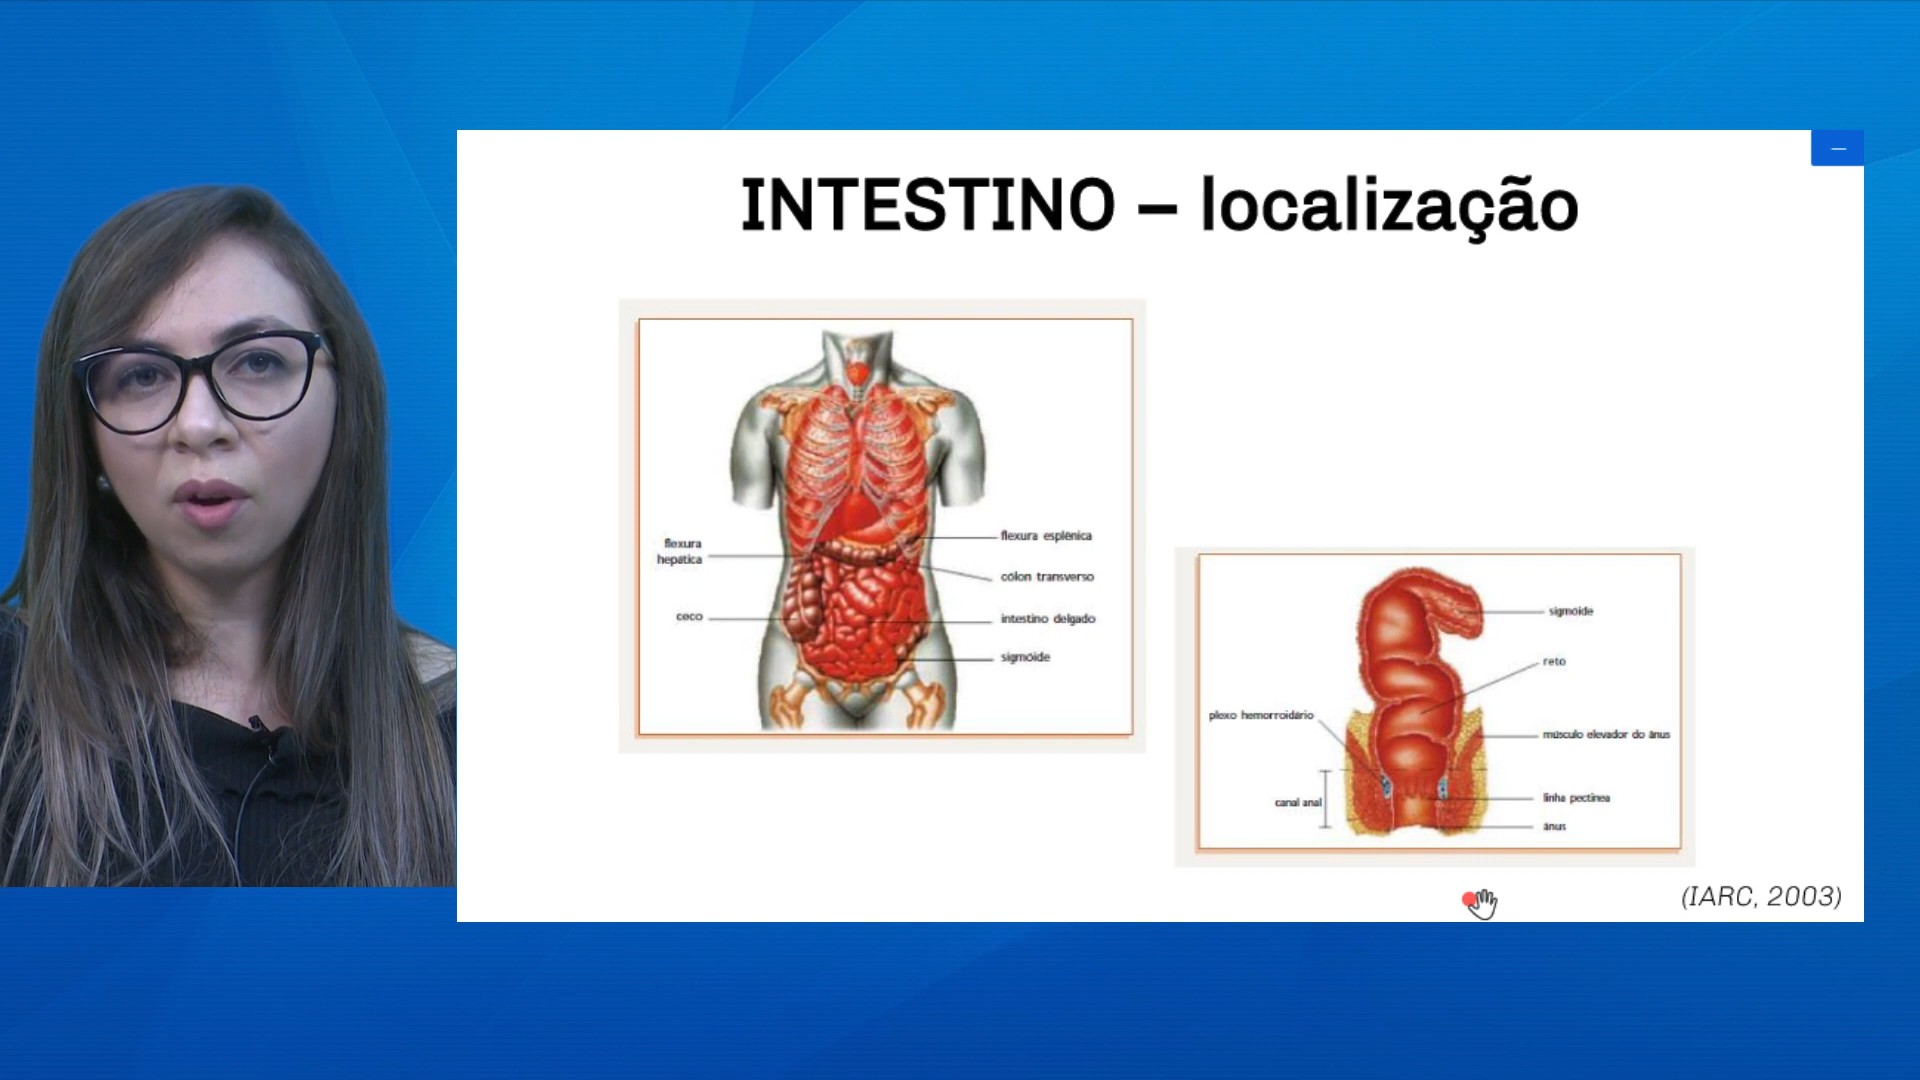 INTESTINO – localização
flexura
hepática
ceco
flexura esplênica
cólon transverso
intestino delgado
sigmóide
sigmóide
reto
plexo hemorroidário
músculo elevador do ânus
canal anal
linha pectínea
ânus
(IARC, 2003)